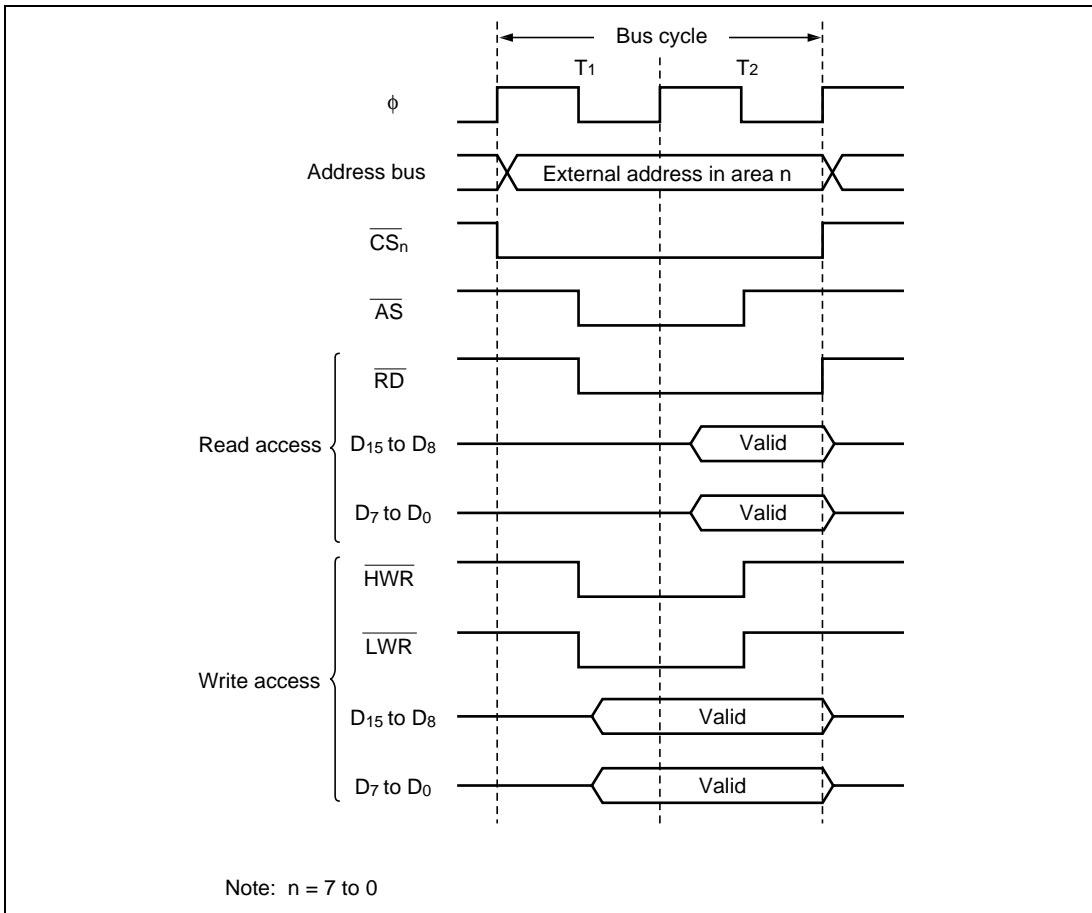 Bus cycle
T1 T2
ϕ
Address bus External address in area n
CSn
AS
RD
Read access D15 to D8 Valid
D7 to D0 Valid
HWR
LWR
Write access D15 to D8 Valid
D7 to D0 Valid
Note: n = 7 to 0